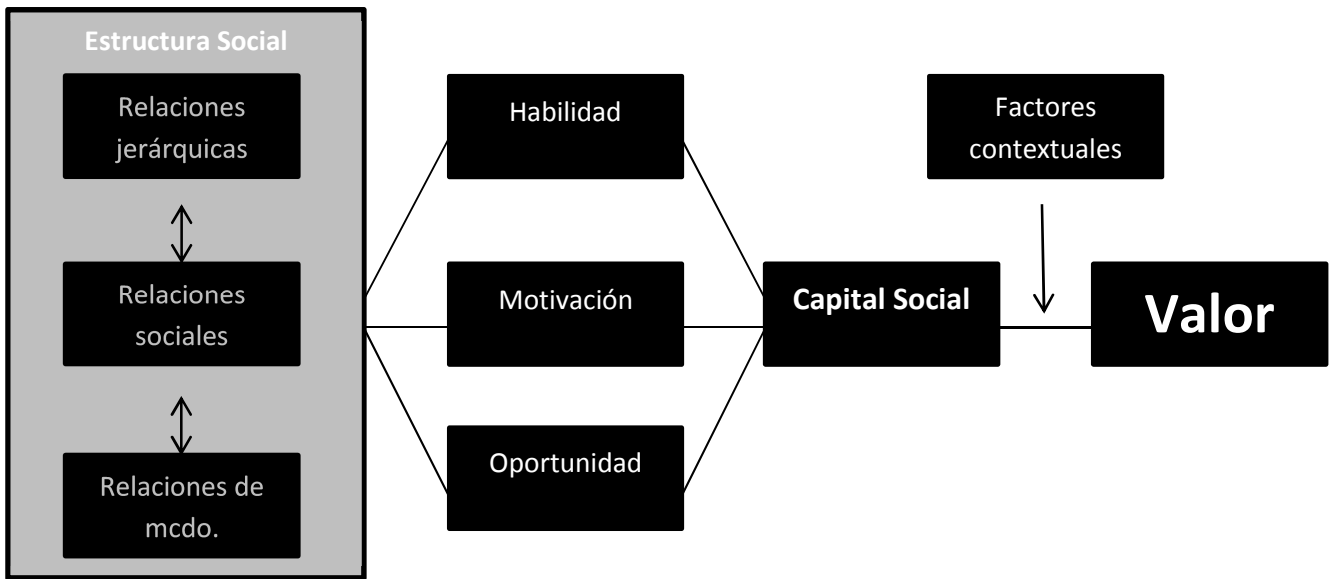 Estructura Social
Relaciones
jerárquicas
Relaciones
sociales
Relaciones de
mcdo.
Habilidad
Motivación
Oportunidad
Capital Social
Factores
contextuales
Valor